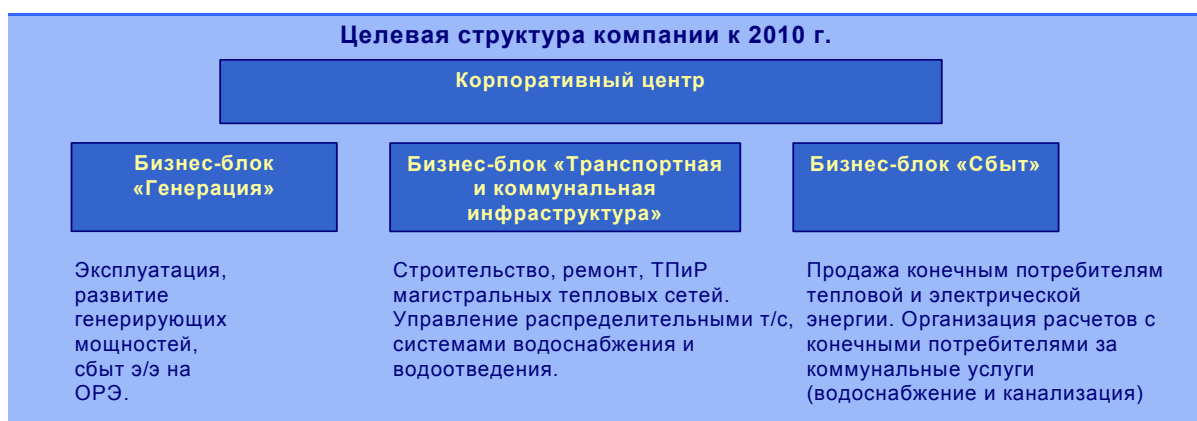 Целевая структура компании к 2010 г.
Корпоративный центр
Бизнес-блок
«Генерация»
Бизнес-блок «Транспортная
и коммунальная
инфраструктура»
Бизнес-блок «Сбыт»
Эксплуатация,
развитие
генерирующих
мощностей,
сбыт э/э на
ОРЭ.
Строительство, ремонт, ТПиР
магистральных тепловых сетей.
Управление распределительными т/с,
системами водоснабжения и
водоотведения.
Продажа конечным потребителям
тепловой и электрической
энергии. Организация расчетов с
конечными потребителями за
коммунальные услуги
(водоснабжение и канализация)